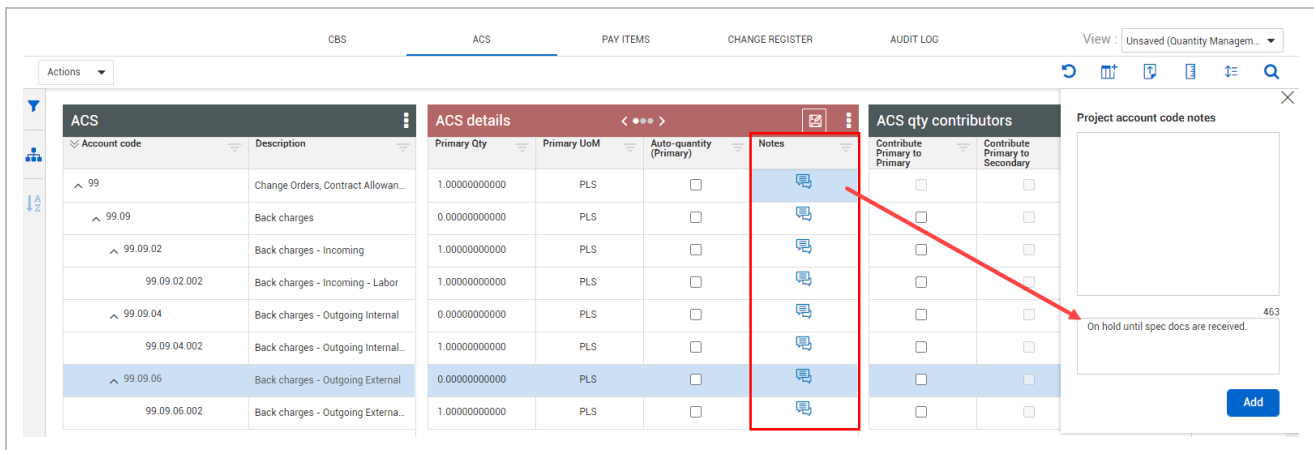 CBS ACS PAY ITEMS CHANGE REGISTER AUDIT LOG View : Unsaved (Quantity Managem...
Actions
ACS ACS details ACS qty contributors
Account code Description Primary Qty Primary UoM Auto-quantity (Primary) Notes Contribute Primary to Primary Contribute Primary to Secondary
99 Change Orders, Contract Allowan... 1.00000000000 PLS
99.09 Back charges 0.00000000000 PLS
99.09.02 Back charges - Incoming 1.00000000000 PLS
99.09.02.002 Back charges - Incoming - Labor 1.00000000000 PLS
99.09.04 Back charges - Outgoing Internal 0.00000000000 PLS
99.09.04.002 Back charges - Outgoing Internal... 1.00000000000 PLS
99.09.06 Back charges - Outgoing External 0.00000000000 PLS
99.09.06.002 Back charges - Outgoing Externa... 1.00000000000 PLS
Project account code notes
463
On hold until spec docs are received.
Add